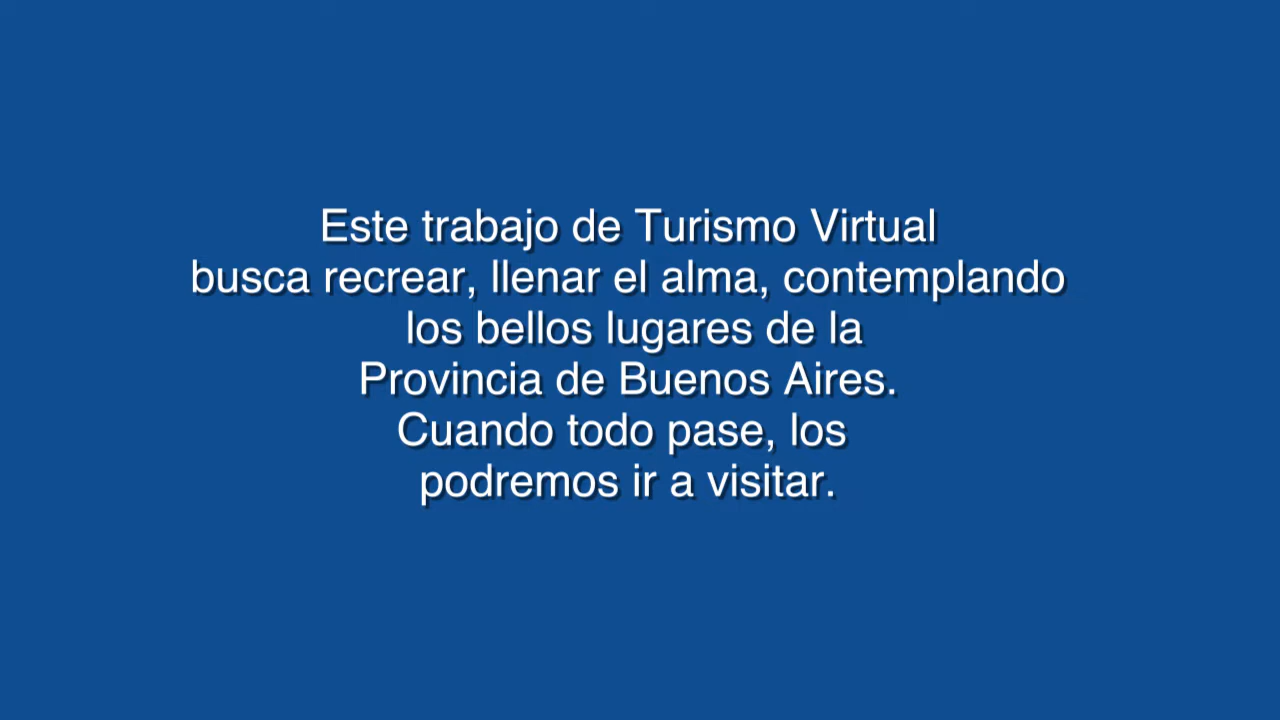 Este trabajo de Turismo Virtual
busca recrear, llenar el alma, contemplando
los bellos lugares de la
Provincia de Buenos Aires.
Cuando todo pase, los
podremos ir a visitar.